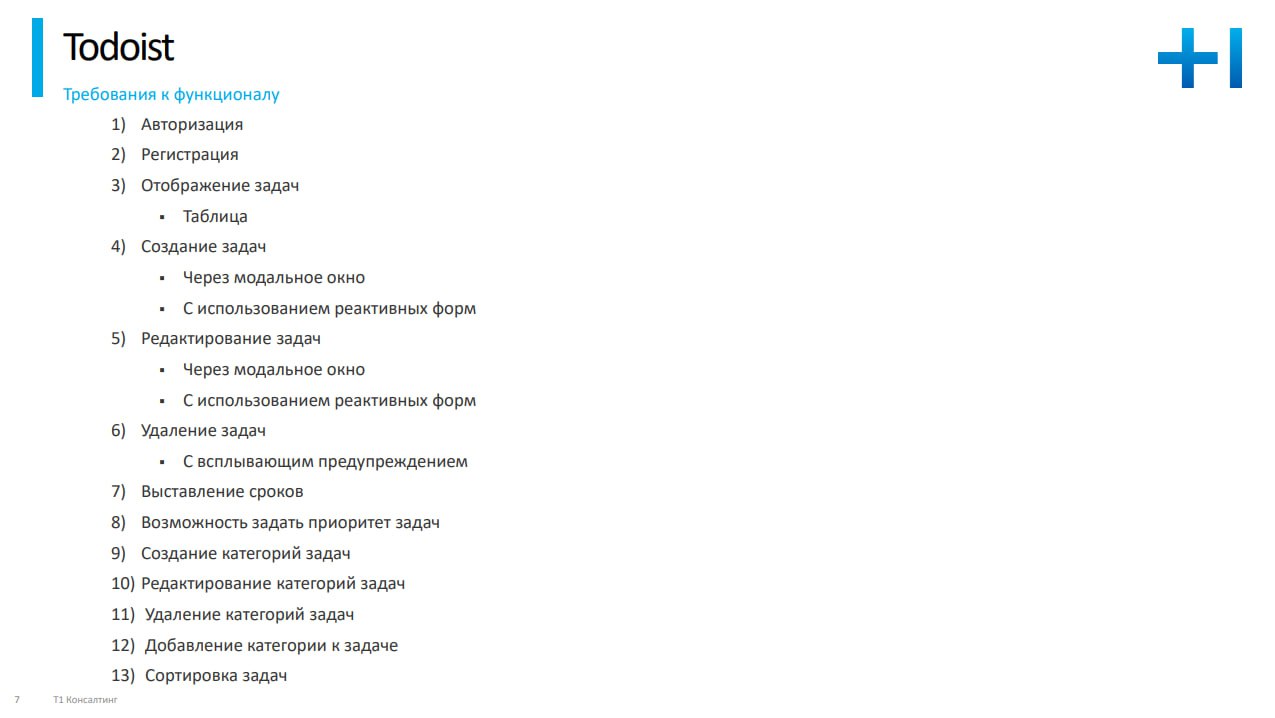 Todoist
Требования к функционалу
1) Авторизация
2) Регистрация
3) Отображение задач
▪ Таблица
4) Создание задач
▪ Через модальное окно
▪ С использованием реактивных форм
5) Редактирование задач
▪ Через модальное окно
▪ С использованием реактивных форм
6) Удаление задач
▪ С всплывающим предупреждением
7) Выставление сроков
8) Возможность задать приоритет задач
9) Создание категорий задач
10) Редактирование категорий задач
11) Удаление категорий задач
12) Добавление категории к задаче
13) Сортировка задач
7 Т1 Консалтинг